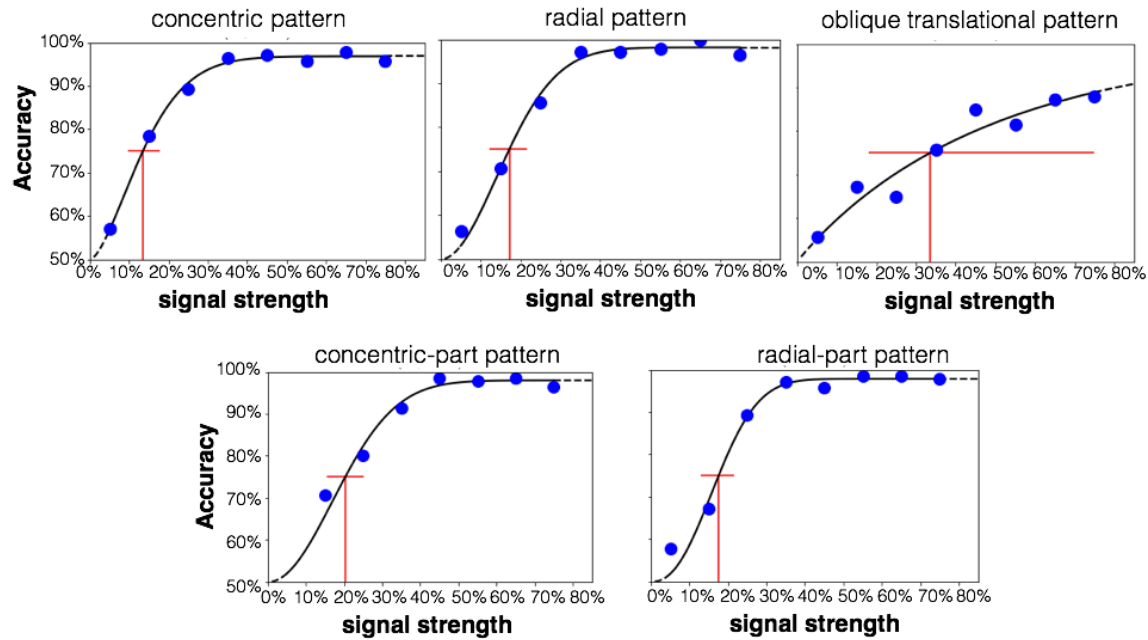 concentric pattern
radial pattern
oblique translational pattern
100%
90%
80%
70%
60%
50%
Accuracy
0% 10% 20% 30% 40% 50% 60% 70% 80%
0% 10% 20% 30% 40% 50% 60% 70% 80%
0% 10% 20% 30% 40% 50% 60% 70% 80%
signal strength
signal strength
signal strength
concentric-part pattern
radial-part pattern
100%
90%
80%
70%
60%
50%
Accuracy
0% 10% 20% 30% 40% 50% 60% 70% 80%
0% 10% 20% 30% 40% 50% 60% 70% 80%
signal strength
signal strength